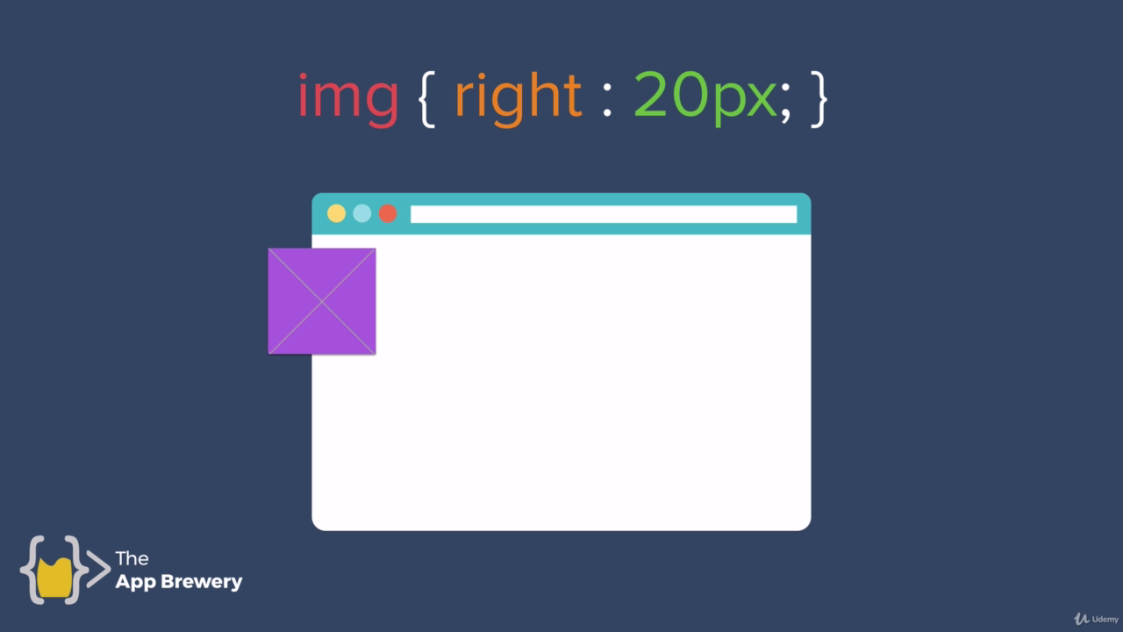 img { right : 20px; }
The
App Brewery
Udemy